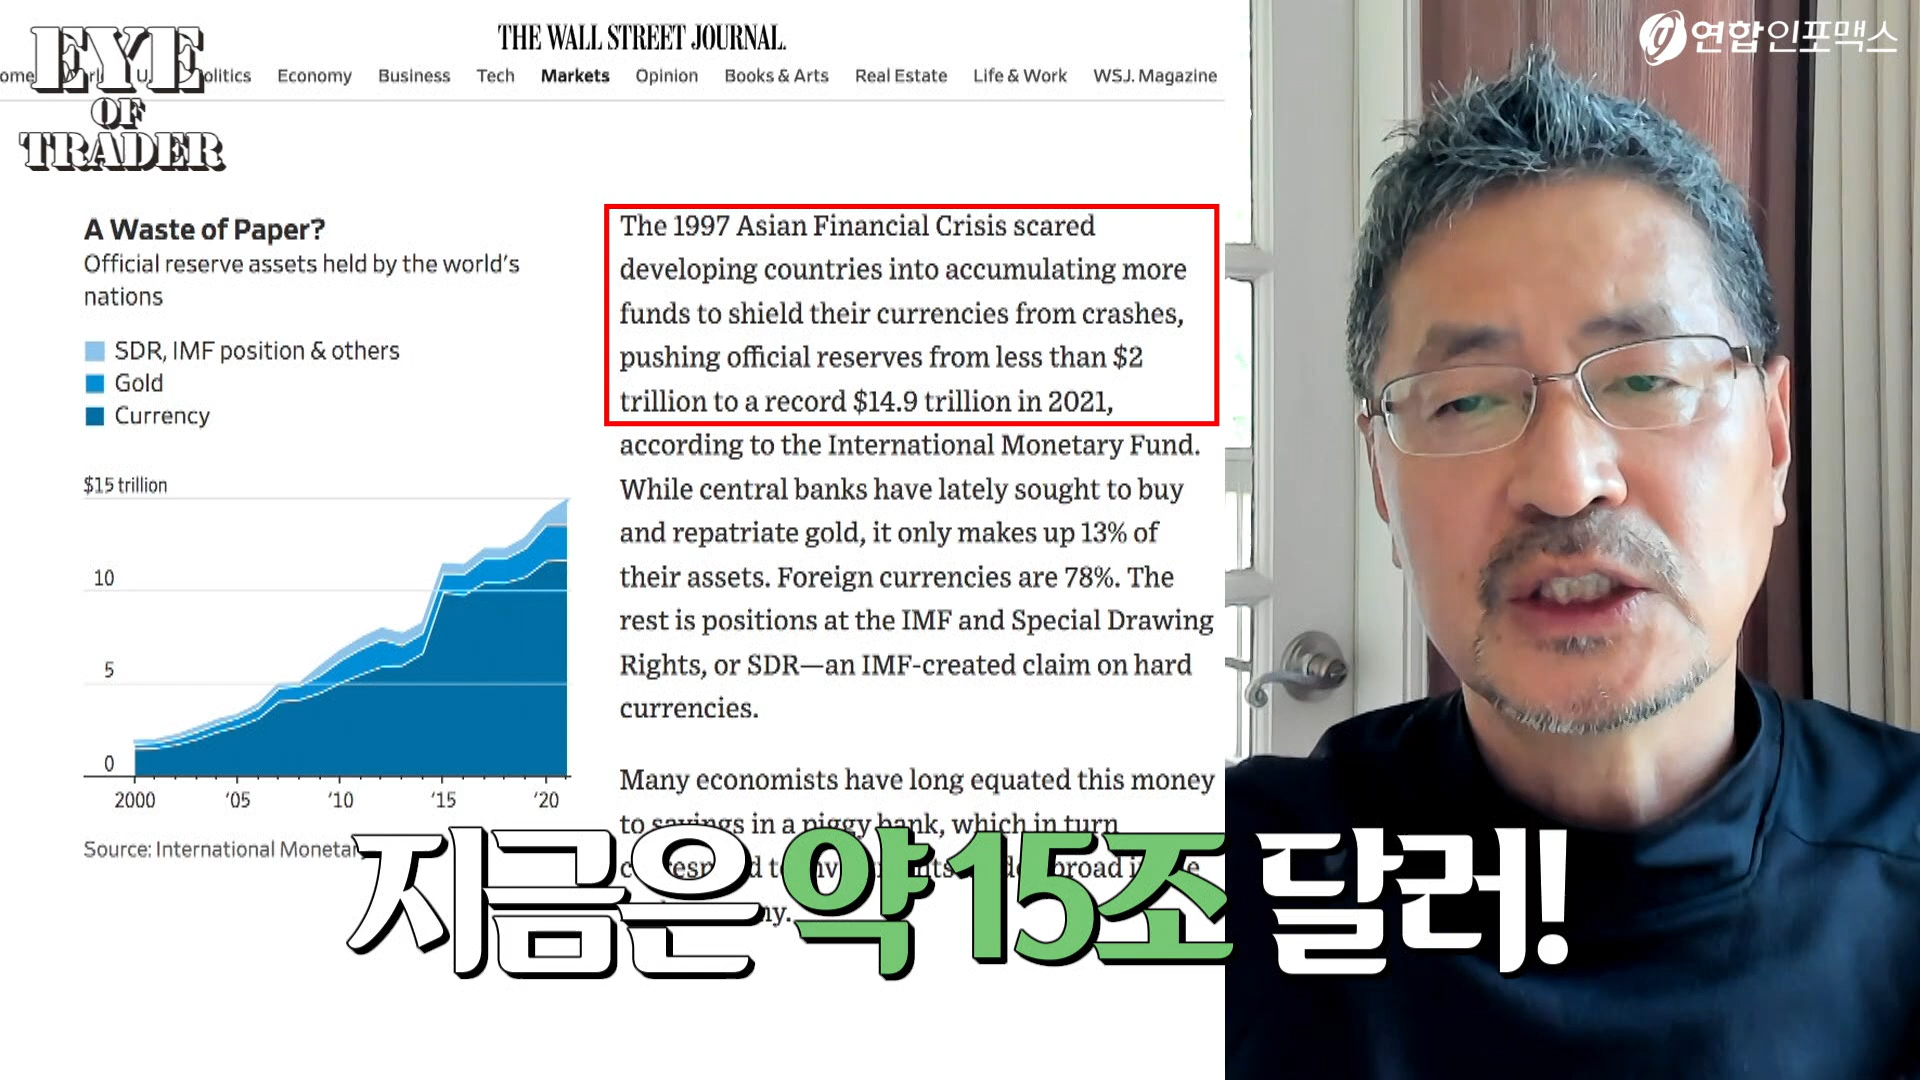 EYE
OF
TRADER
THE WALL STREET JOURNAL.
Economy Business Tech Markets Opinion Books & Arts Real Estate Life & Work WSJ. Magazine
연합인포맥스
A Waste of Paper?
Official reserve assets held by the world's
nations
SDR, IMF position & others
Gold
Currency
$15 trillion
10
5
0
2000 '05 '10 '15 '20
Source: International
The 1997 Asian Financial Crisis scared
developing countries into accumulating more
funds to shield their currencies from crashes,
pushing official reserves from less than $2
trillion to a record $14.9 trillion in 2021,
according to the International Monetary Fund.
While central banks have lately sought to buy
and repatriate gold, it only makes up 13% of
their assets. Foreign currencies are 78%. The
rest is positions at the IMF and Special Drawing
Rights, or SDR—an IMF-created claim on hard
currencies.
Many economists have long equated this money
to savings in a piggy bank, which in turn
지금은 약 15조 달러!